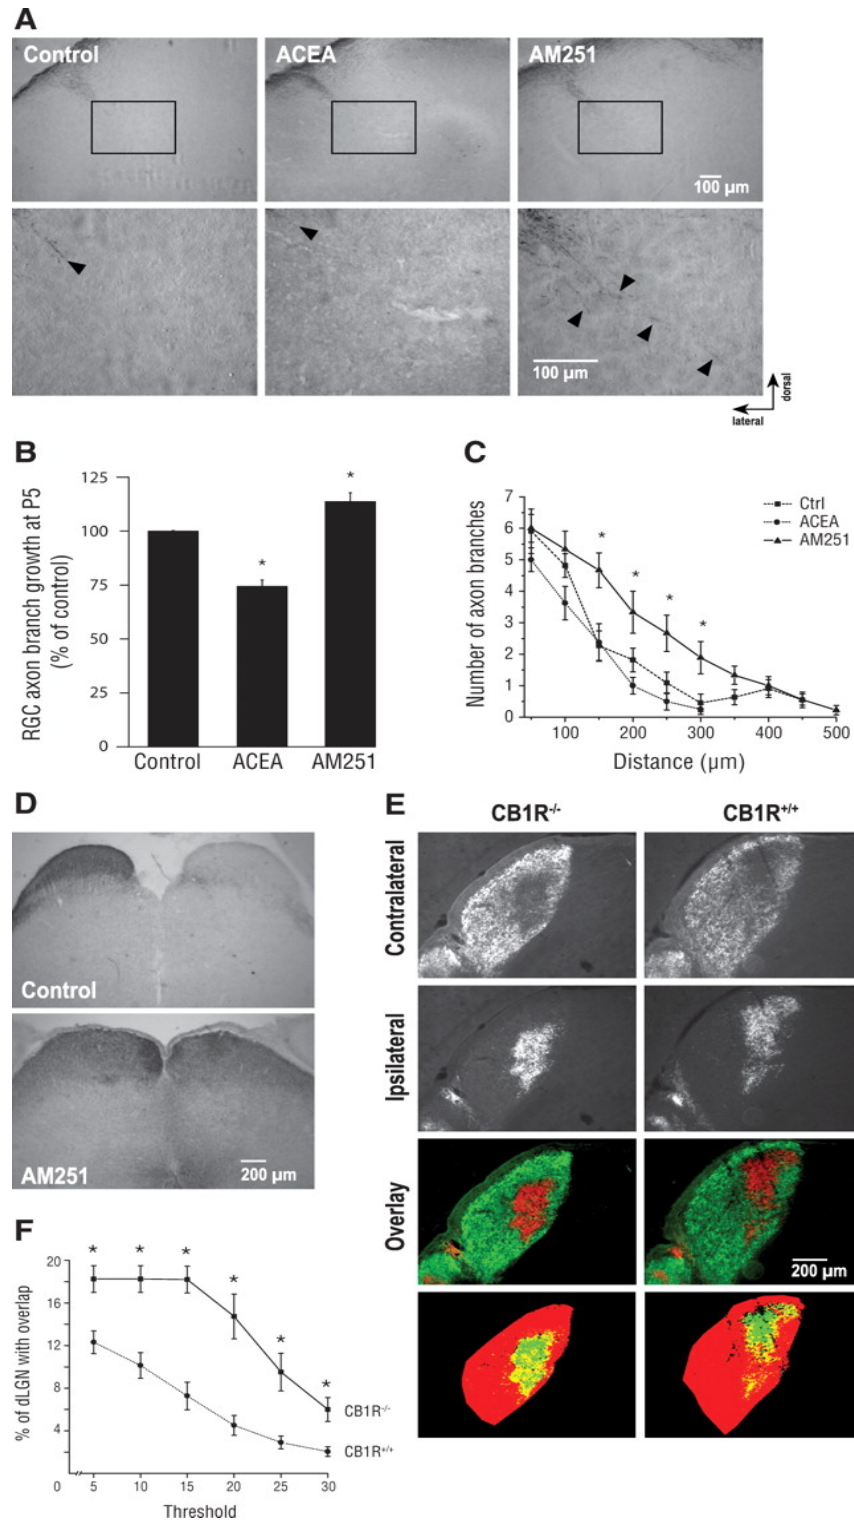 A
Control
ACEA
AM251
100 µm
100 µm
dorsal
lateral
B
RGC axon branch growth at P5
(% of control)
125
100
75
50
25
0
*
*
Control
ACEA
AM251
C
Number of axon branches
7
6
5
4
3
2
1
0
Ctrl
ACEA
AM251
*
*
*
*
100
200
300
400
500
Distance (µm)
D
Control
AM251
200 µm
E
CB1R-/-
CB1R+/+
Contralateral
Ipsilateral
Overlay
200 µm
F
% of dLGN with overlap
20
16
12
8
4
0
*
*
*
*
*
*
CB1R-/-
CB1R+/+
5
10
15
20
25
30
Threshold